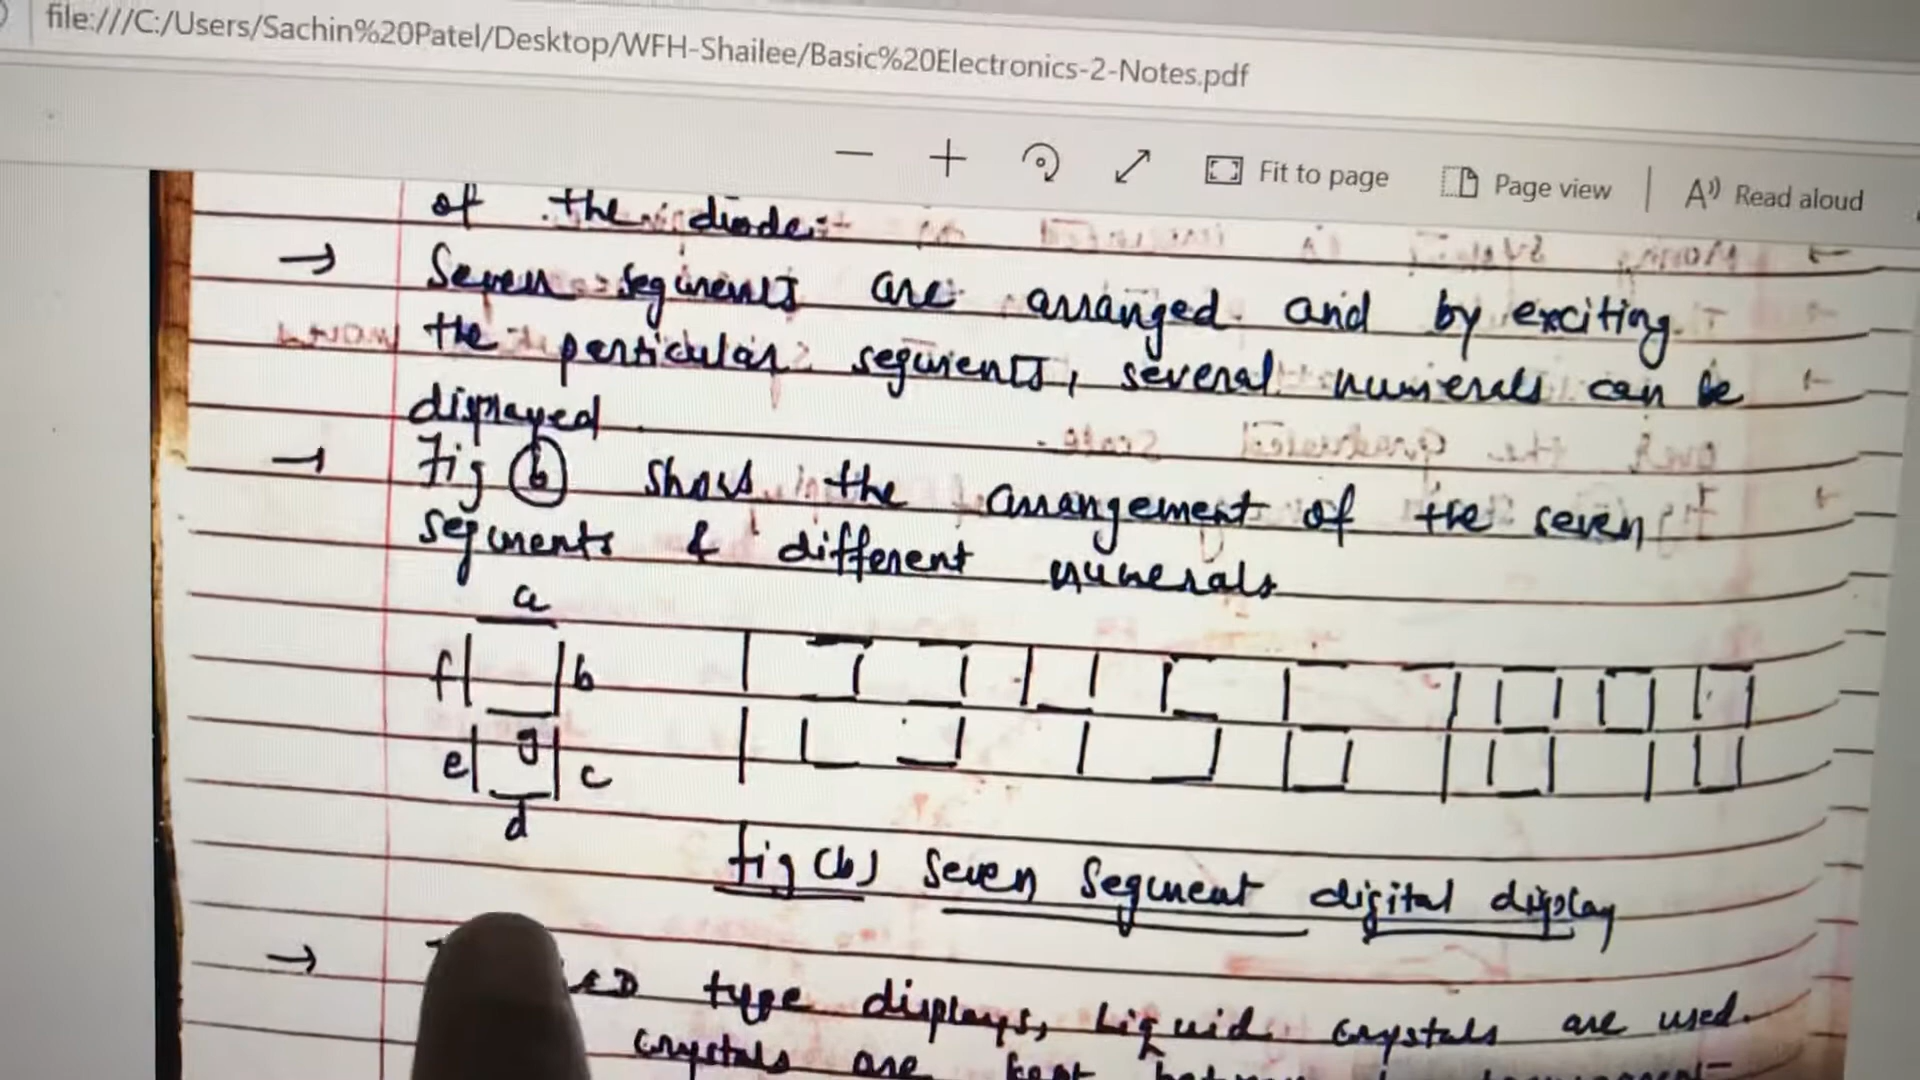 file:///C:/Users/Sachin%20Patel/Desktop/WFH-Shailee/Basic%20Electronics-2-Notes.pdf
Fit to page
Page view
Read aloud
of the diode.
→ Seven segments are arranged and by exciting
the perticular segments, several numerals can be
displayed
→ Fig (b) shows the arrangement of the seven
segments & different numerals
a
f b
g
e c
d
fig (b) Seven Segment digital display
→ type displays, Liquid crystals are used.
crystals are kept between